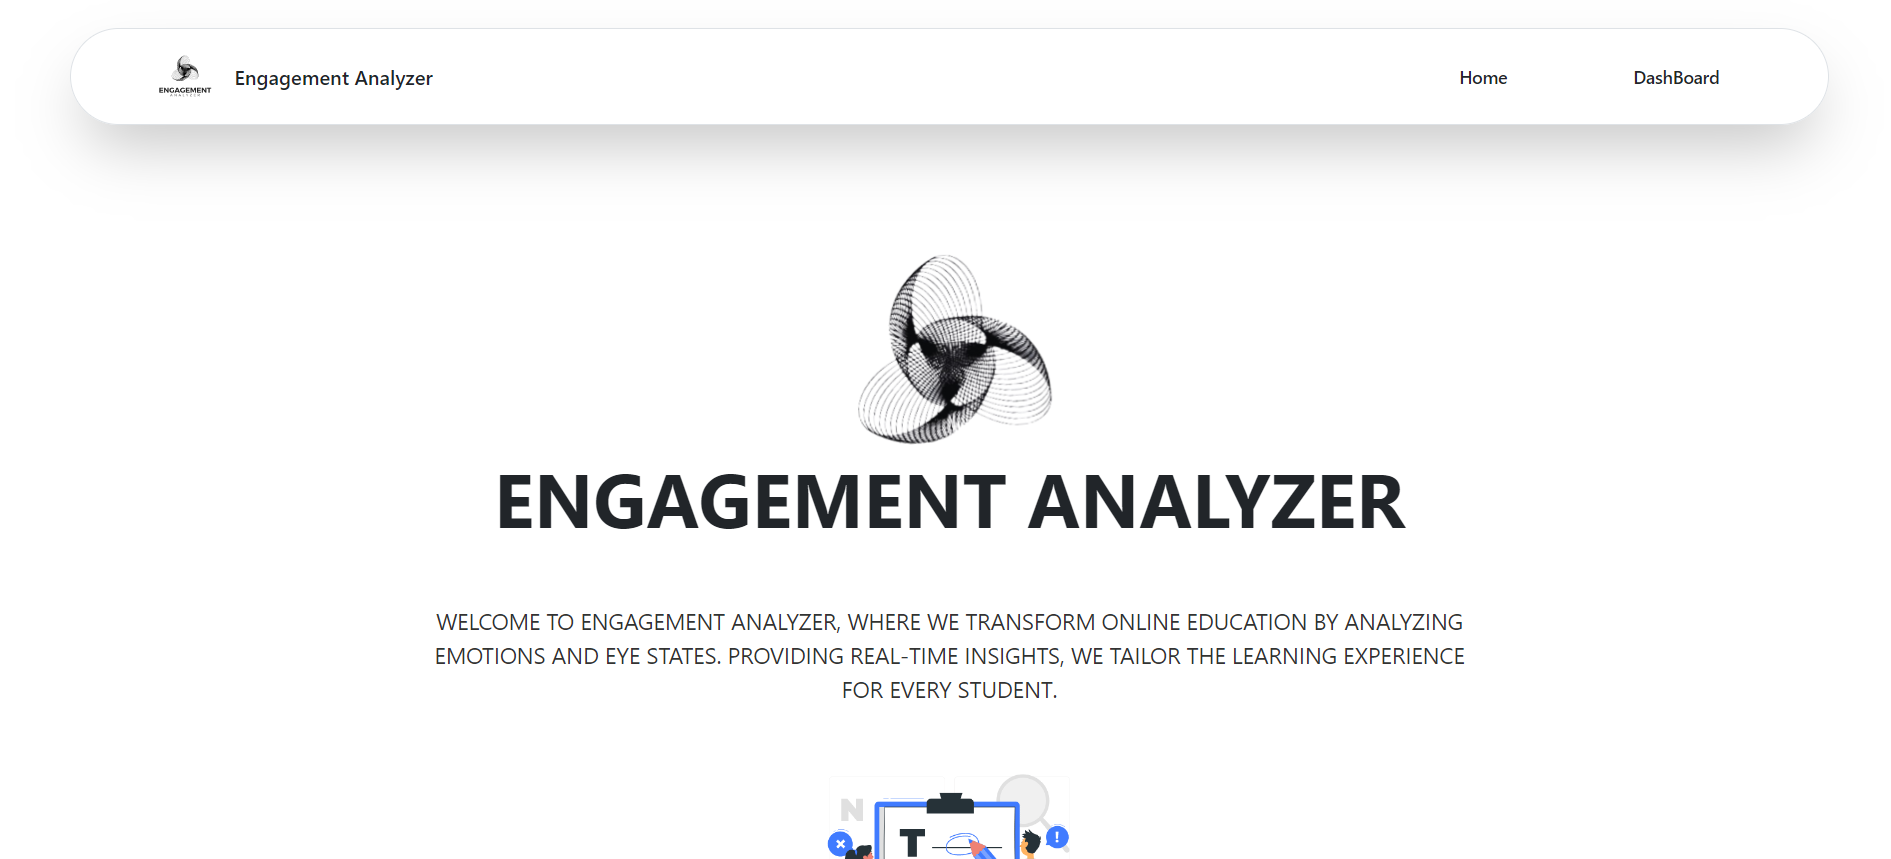 ENGAGEMENT
ANALYZER
Engagement Analyzer
Home
DashBoard
ENGAGEMENT ANALYZER
WELCOME TO ENGAGEMENT ANALYZER, WHERE WE TRANSFORM ONLINE EDUCATION BY ANALYZING
EMOTIONS AND EYE STATES. PROVIDING REAL-TIME INSIGHTS, WE TAILOR THE LEARNING EXPERIENCE
FOR EVERY STUDENT.
N
T
!